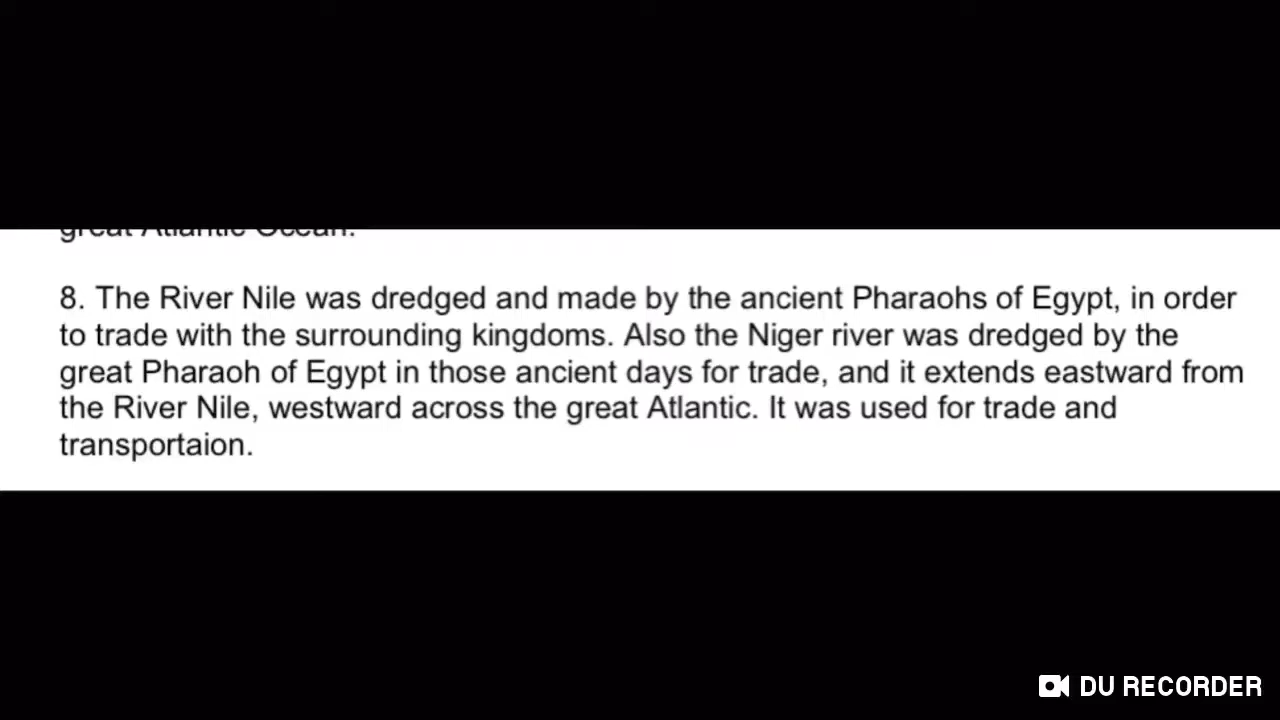 great Atlantic Ocean.
8. The River Nile was dredged and made by the ancient Pharaohs of Egypt, in order
to trade with the surrounding kingdoms. Also the Niger river was dredged by the
great Pharaoh of Egypt in those ancient days for trade, and it extends eastward from
the River Nile, westward across the great Atlantic. It was used for trade and
transportaion.
DU RECORDER